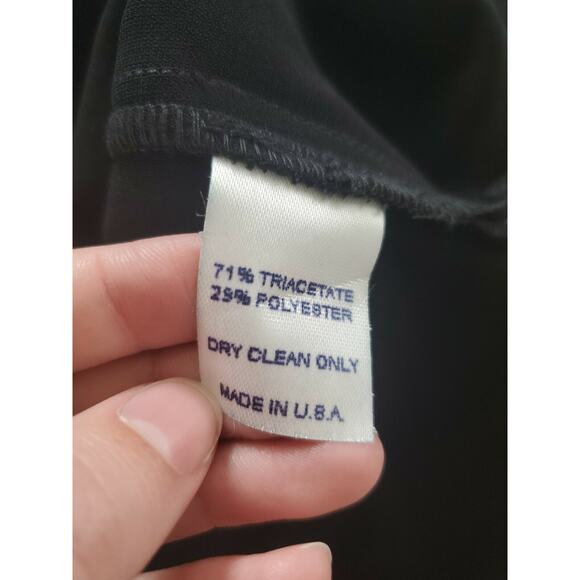 71% TRIACETATE
29% POLYESTER
DRY CLEAN ONLY
MADE IN U.S.A.